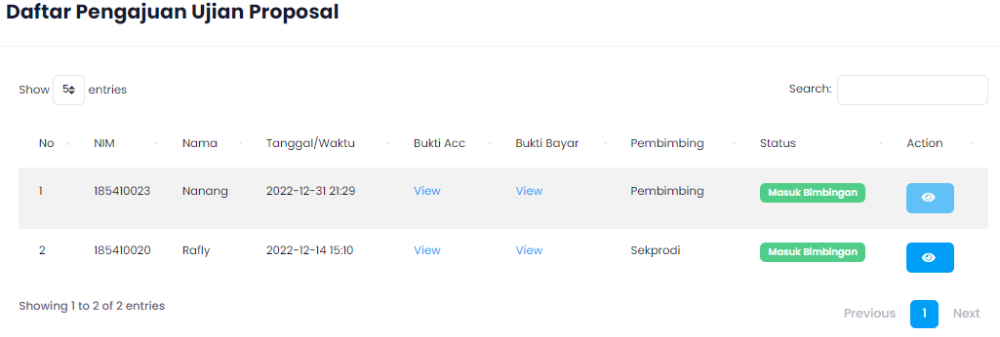 Daftar Pengajuan Ujian Proposal
Show 5 entries Search:
No NIM Nama Tanggal/Waktu Bukti Acc Bukti Bayar Pembimbing Status Action
1 185410023 Nanang 2022-12-31 21:29 View View Pembimbing Masuk Bimbingan
2 185410020 Rafly 2022-12-14 15:10 View View Sekprodi Masuk Bimbingan
Showing 1 to 2 of 2 entries
Previous 1 Next